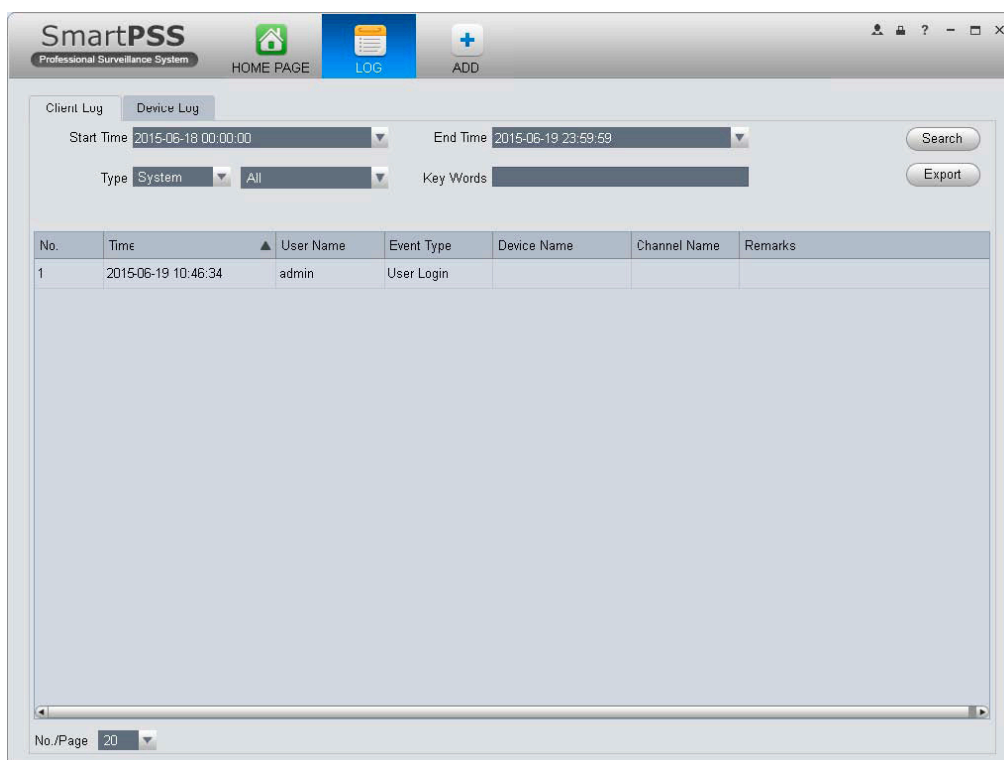 SmartPSS
Professional Surveillance System
HOME PAGE
LOG
ADD
?
Client Log
Device Log
Start Time 2015-06-18 00:00:00
End Time 2015-06-19 23:59:59
Search
Type System All
Key Words
Export
No. Time User Name Event Type Device Name Channel Name Remarks
1 2015-06-19 10:46:34 admin User Login
No./Page 20